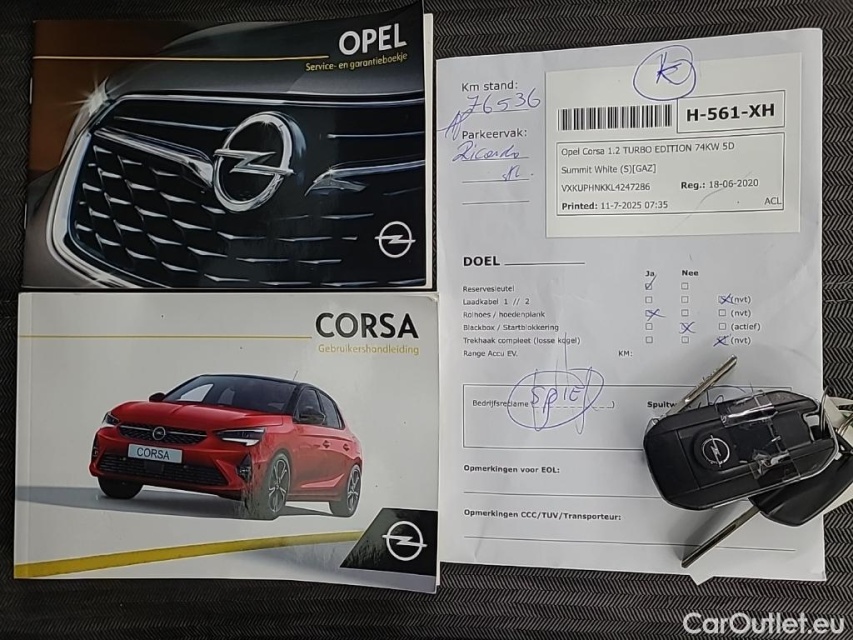 OPEL
Service- en garantieboekje
CORSA
Gebruikershandleiding
CORSA
Km stand:
76536
Parkeervak:
Ricardo
H-561-XH
Opel Corsa 1.2 TURBO EDITION 74KW 5D
Summit White (S)[GAZ]
VXKUPHNKKL4247286 Reg.: 18-06-2020
Printed: 11-7-2025 07:35 ACL
DOEL
Ja Nee
Reservesleutel
Laadkabel 1 // 2 (nvt)
Rolhoes / hoedenplank (nvt)
Blackbox / Startblokkering (actief)
Trekhaak compleet (losse kogel) (nvt)
Range Accu EV. KM:
Bedrijfsreclame
Opmerkingen voor EOL:
Opmerkingen CCC/TUV/Transporteur:
CarOutlet.eu